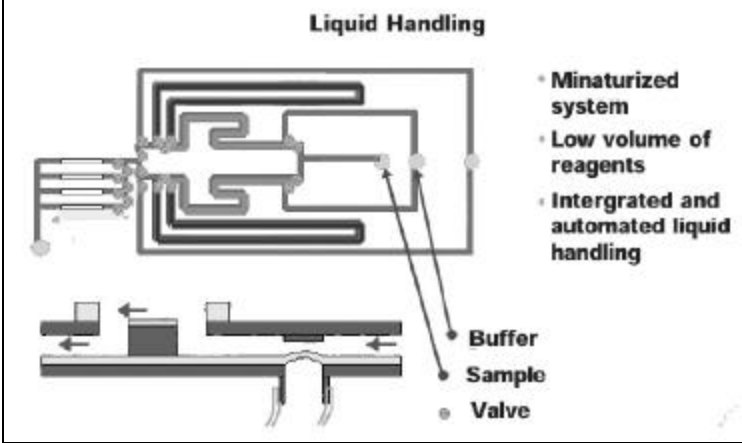 Liquid Handling
Minaturized
system
Low volume of
reagents
Intergrated and
automated liquid
handling
Buffer
Sample
Valve